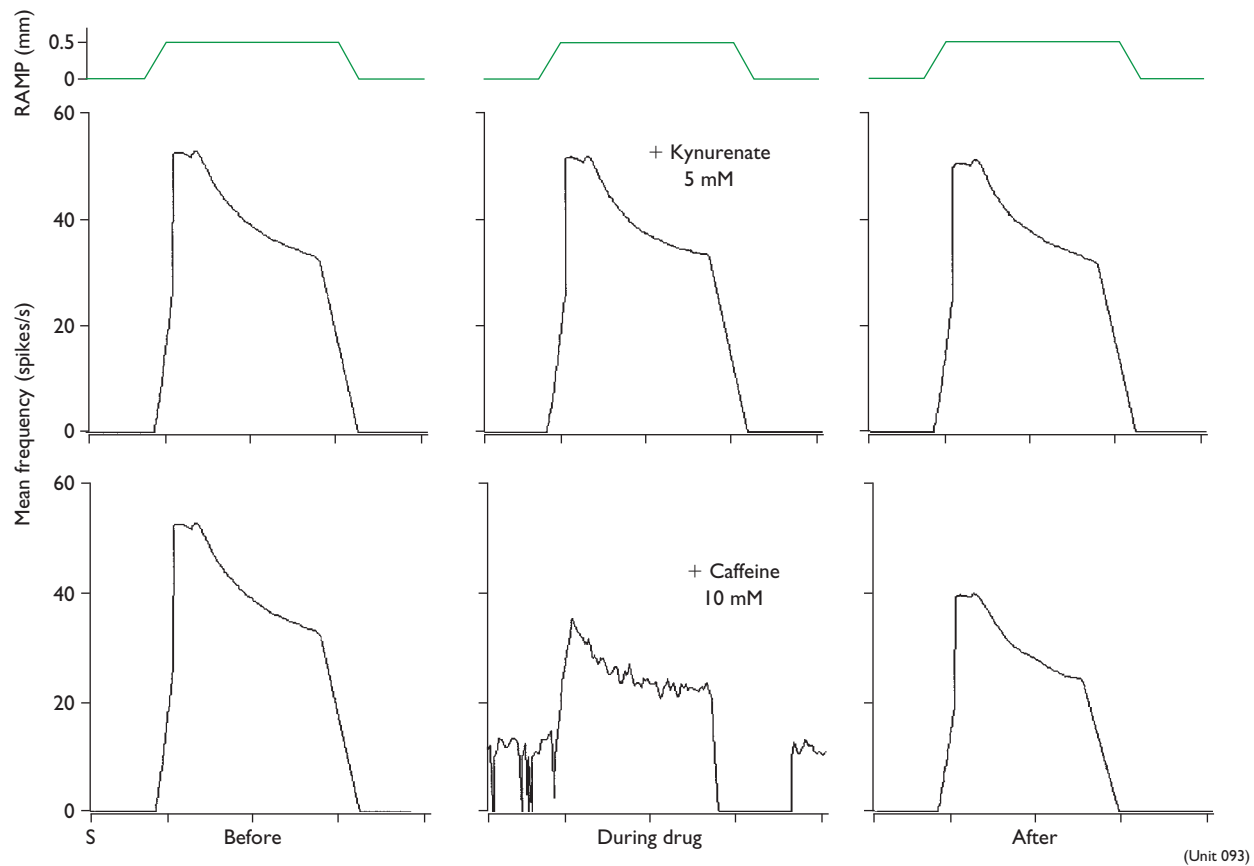 RAMP (mm)
0.5
0
Mean frequency (spikes/s)
60
40
20
0
+ Kynurenate
5 mM
60
40
20
0
+ Caffeine
10 mM
S
Before
During drug
After
(Unit 093)